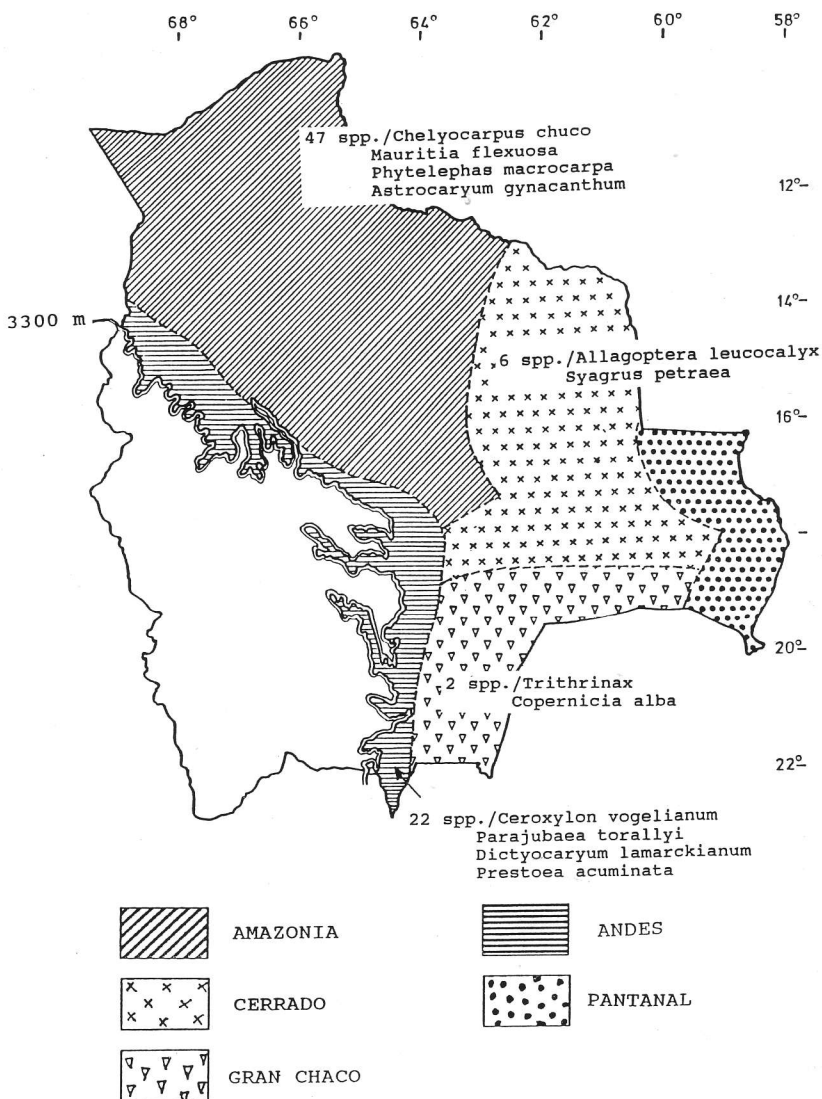 68° 66° 64° 62° 60° 58°
47 spp./Chelyocarpus chuco
Mauritia flexuosa
Phytelephas macrocarpa
Astrocaryum gynacanthum
12°
14°
3300 m
6 spp./Allagoptera leucocalyx
Syagrus petraea
16°
20°
2 spp./Trithrinax
Copernicia alba
22°
22 spp./Ceroxylon vogelianum
Parajubaea torallyi
Dictyocaryum lamarckianum
Prestoea acuminata
AMAZONIA
ANDES
CERRADO
PANTANAL
GRAN CHACO